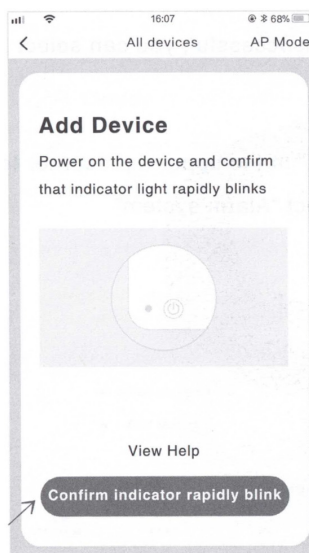 16:07
68%
All devices
AP Mode
Add Device
Power on the device and confirm
that indicator light rapidly blinks
View Help
Confirm indicator rapidly blink